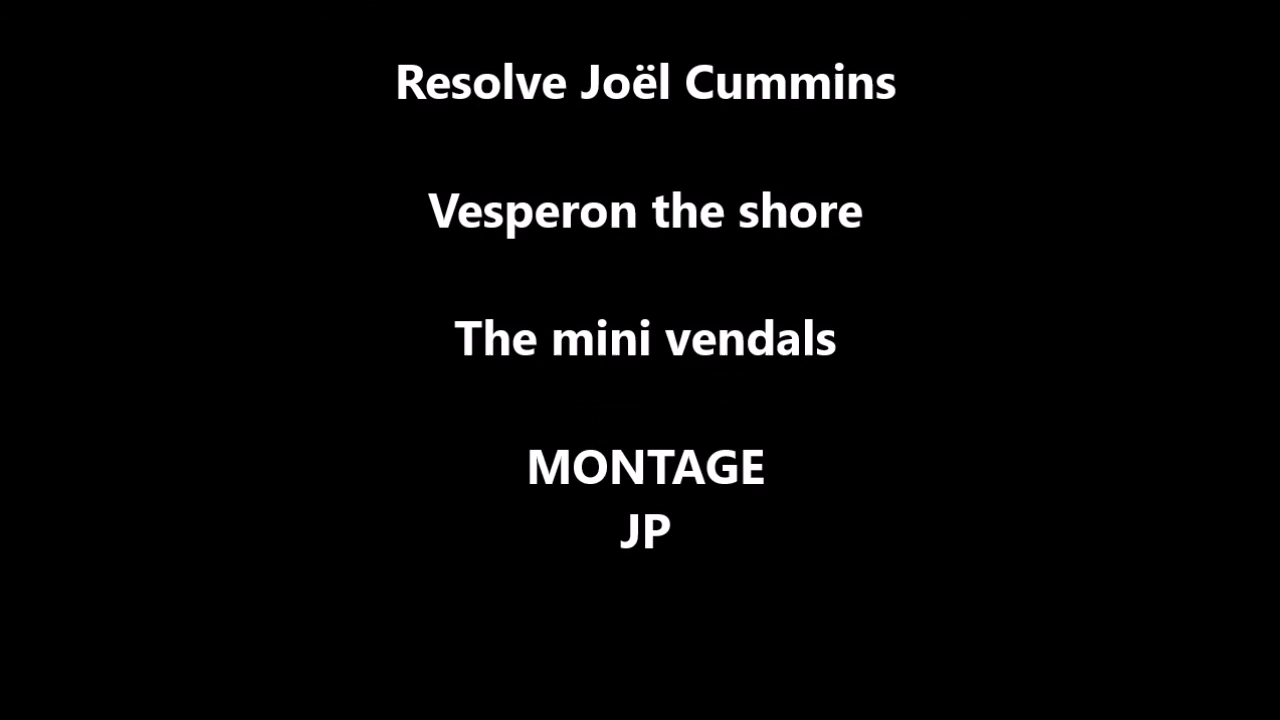 Resolve Joël Cummins
Vesperon the shore
The mini vendals
MONTAGE
JP